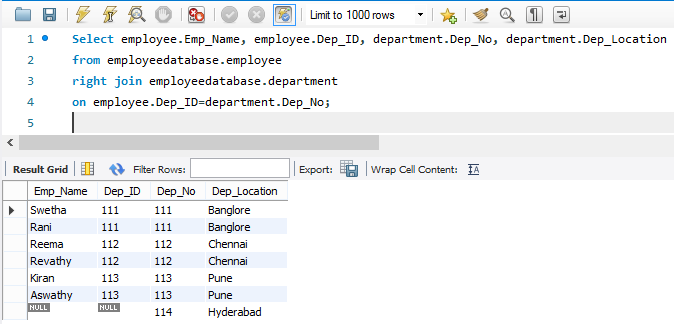 Limit to 1000 rows
1 Select employee.Emp_Name, employee.Dep_ID, department.Dep_No, department.Dep_Location
2 from employeedatabase.employee
3 right join employeedatabase.department
4 on employee.Dep_ID=department.Dep_No;
5
Result Grid Filter Rows: Export: Wrap Cell Content: IA
Emp_Name Dep_ID Dep_No Dep_Location
Swetha 111 111 Banglore
Rani 111 111 Banglore
Reema 112 112 Chennai
Revathy 112 112 Chennai
Kiran 113 113 Pune
Aswathy 113 113 Pune
NULL NULL 114 Hyderabad